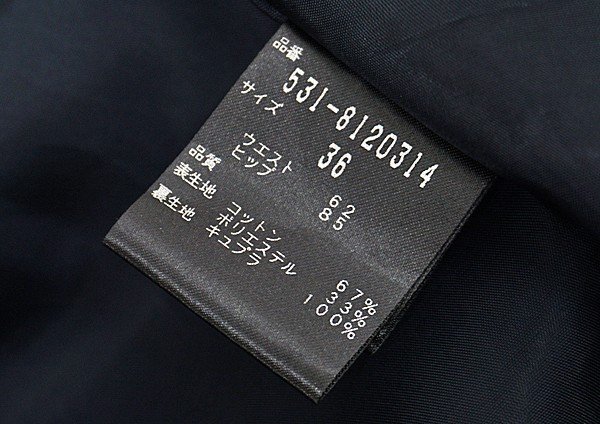 品番
531-8120314
サイズ 36
ウエスト 62
ヒップ 85
品質
表生地 コットン 67%
ポリエステル 33%
裏生地 キュプラ 100%